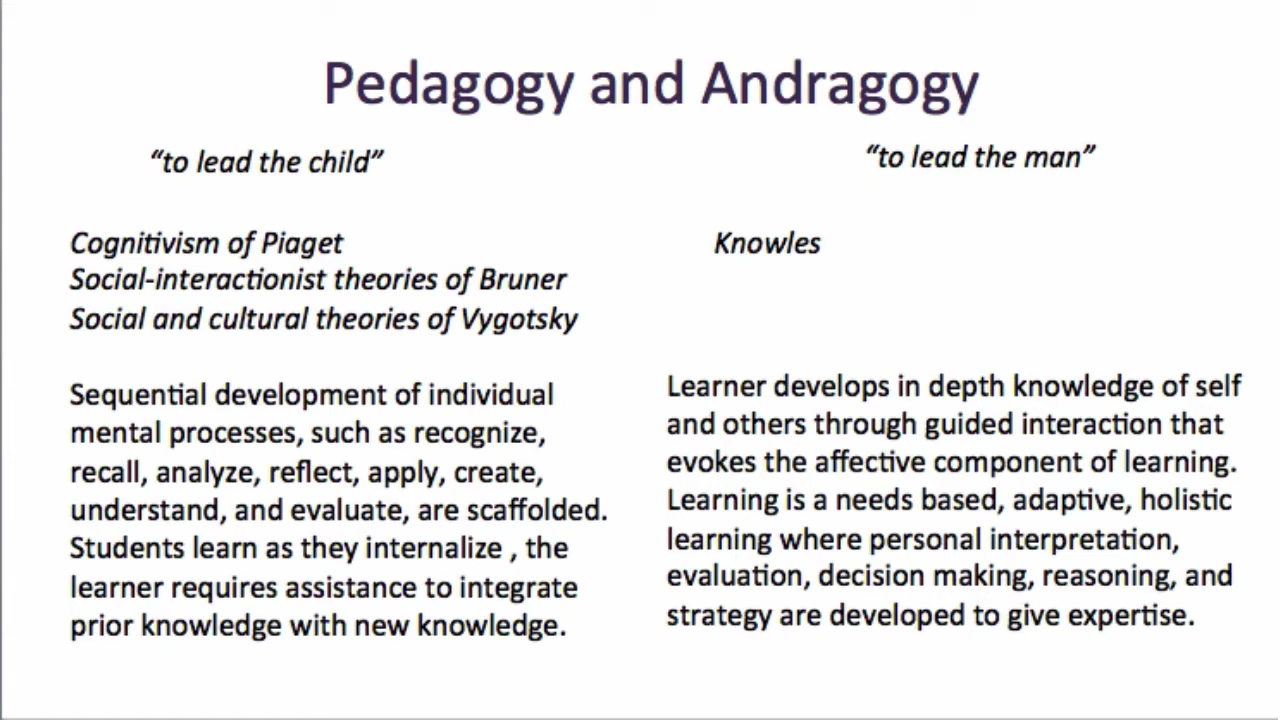 Pedagogy and Andragogy
“to lead the child”
“to lead the man”
Cognitivism of Piaget
Social-interactionist theories of Bruner
Social and cultural theories of Vygotsky
Knowles
Sequential development of individual
mental processes, such as recognize,
recall, analyze, reflect, apply, create,
understand, and evaluate, are scaffolded.
Students learn as they internalize , the
learner requires assistance to integrate
prior knowledge with new knowledge.
Learner develops in depth knowledge of self
and others through guided interaction that
evokes the affective component of learning.
Learning is a needs based, adaptive, holistic
learning where personal interpretation,
evaluation, decision making, reasoning, and
strategy are developed to give expertise.